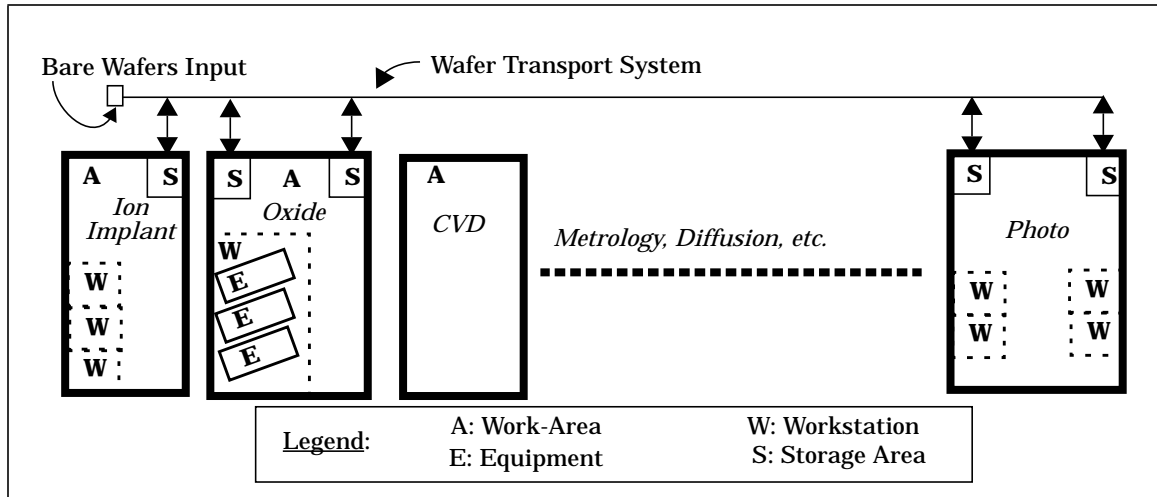 Bare Wafers Input
Wafer Transport System
A
S
Ion
Implant
W
W
W
S
A
S
Oxide
W
E
E
E
A
CVD
Metrology, Diffusion, etc.
S
S
Photo
W
W
W
W
Legend:
A: Work-Area
W: Workstation
E: Equipment
S: Storage Area